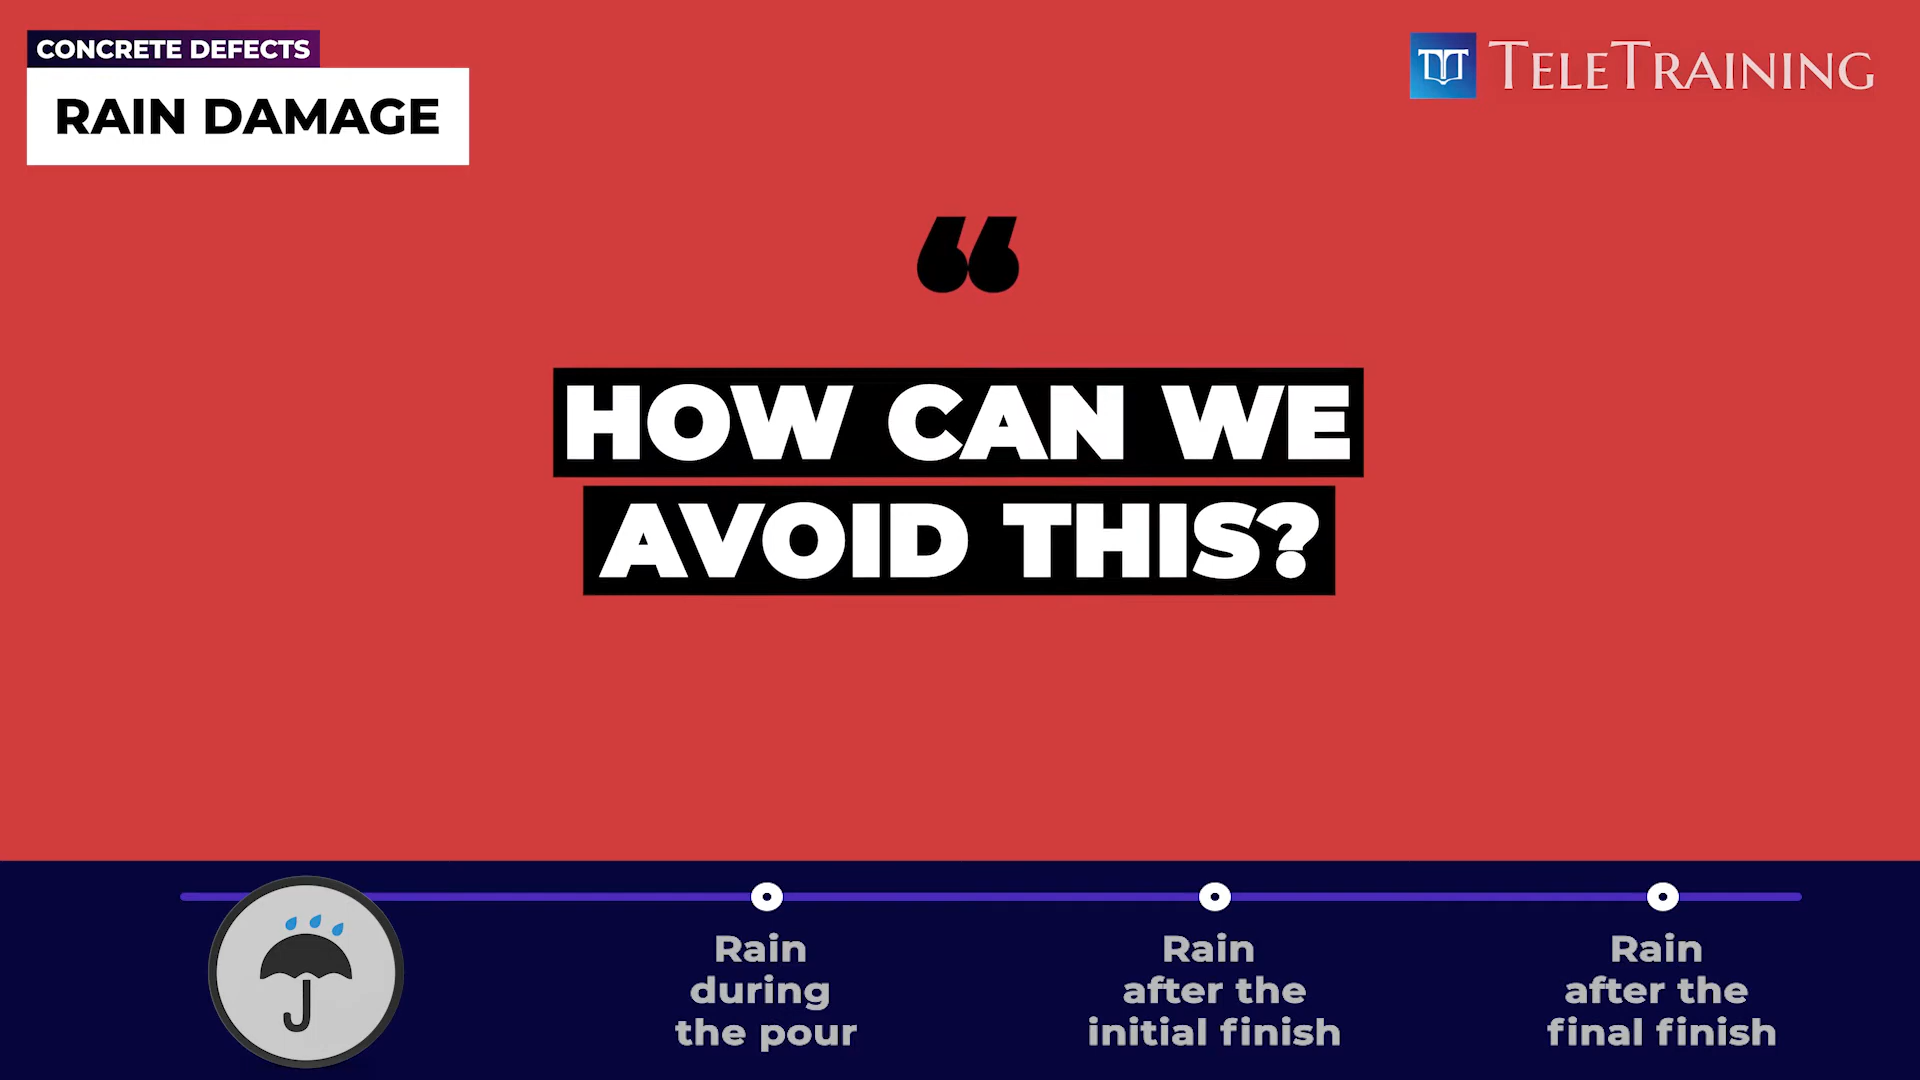 CONCRETE DEFECTS
RAIN DAMAGE
TELETRAINING
“
HOW CAN WE
AVOID THIS?
Rain
during
the pour
Rain
after the
initial finish
Rain
after the
final finish